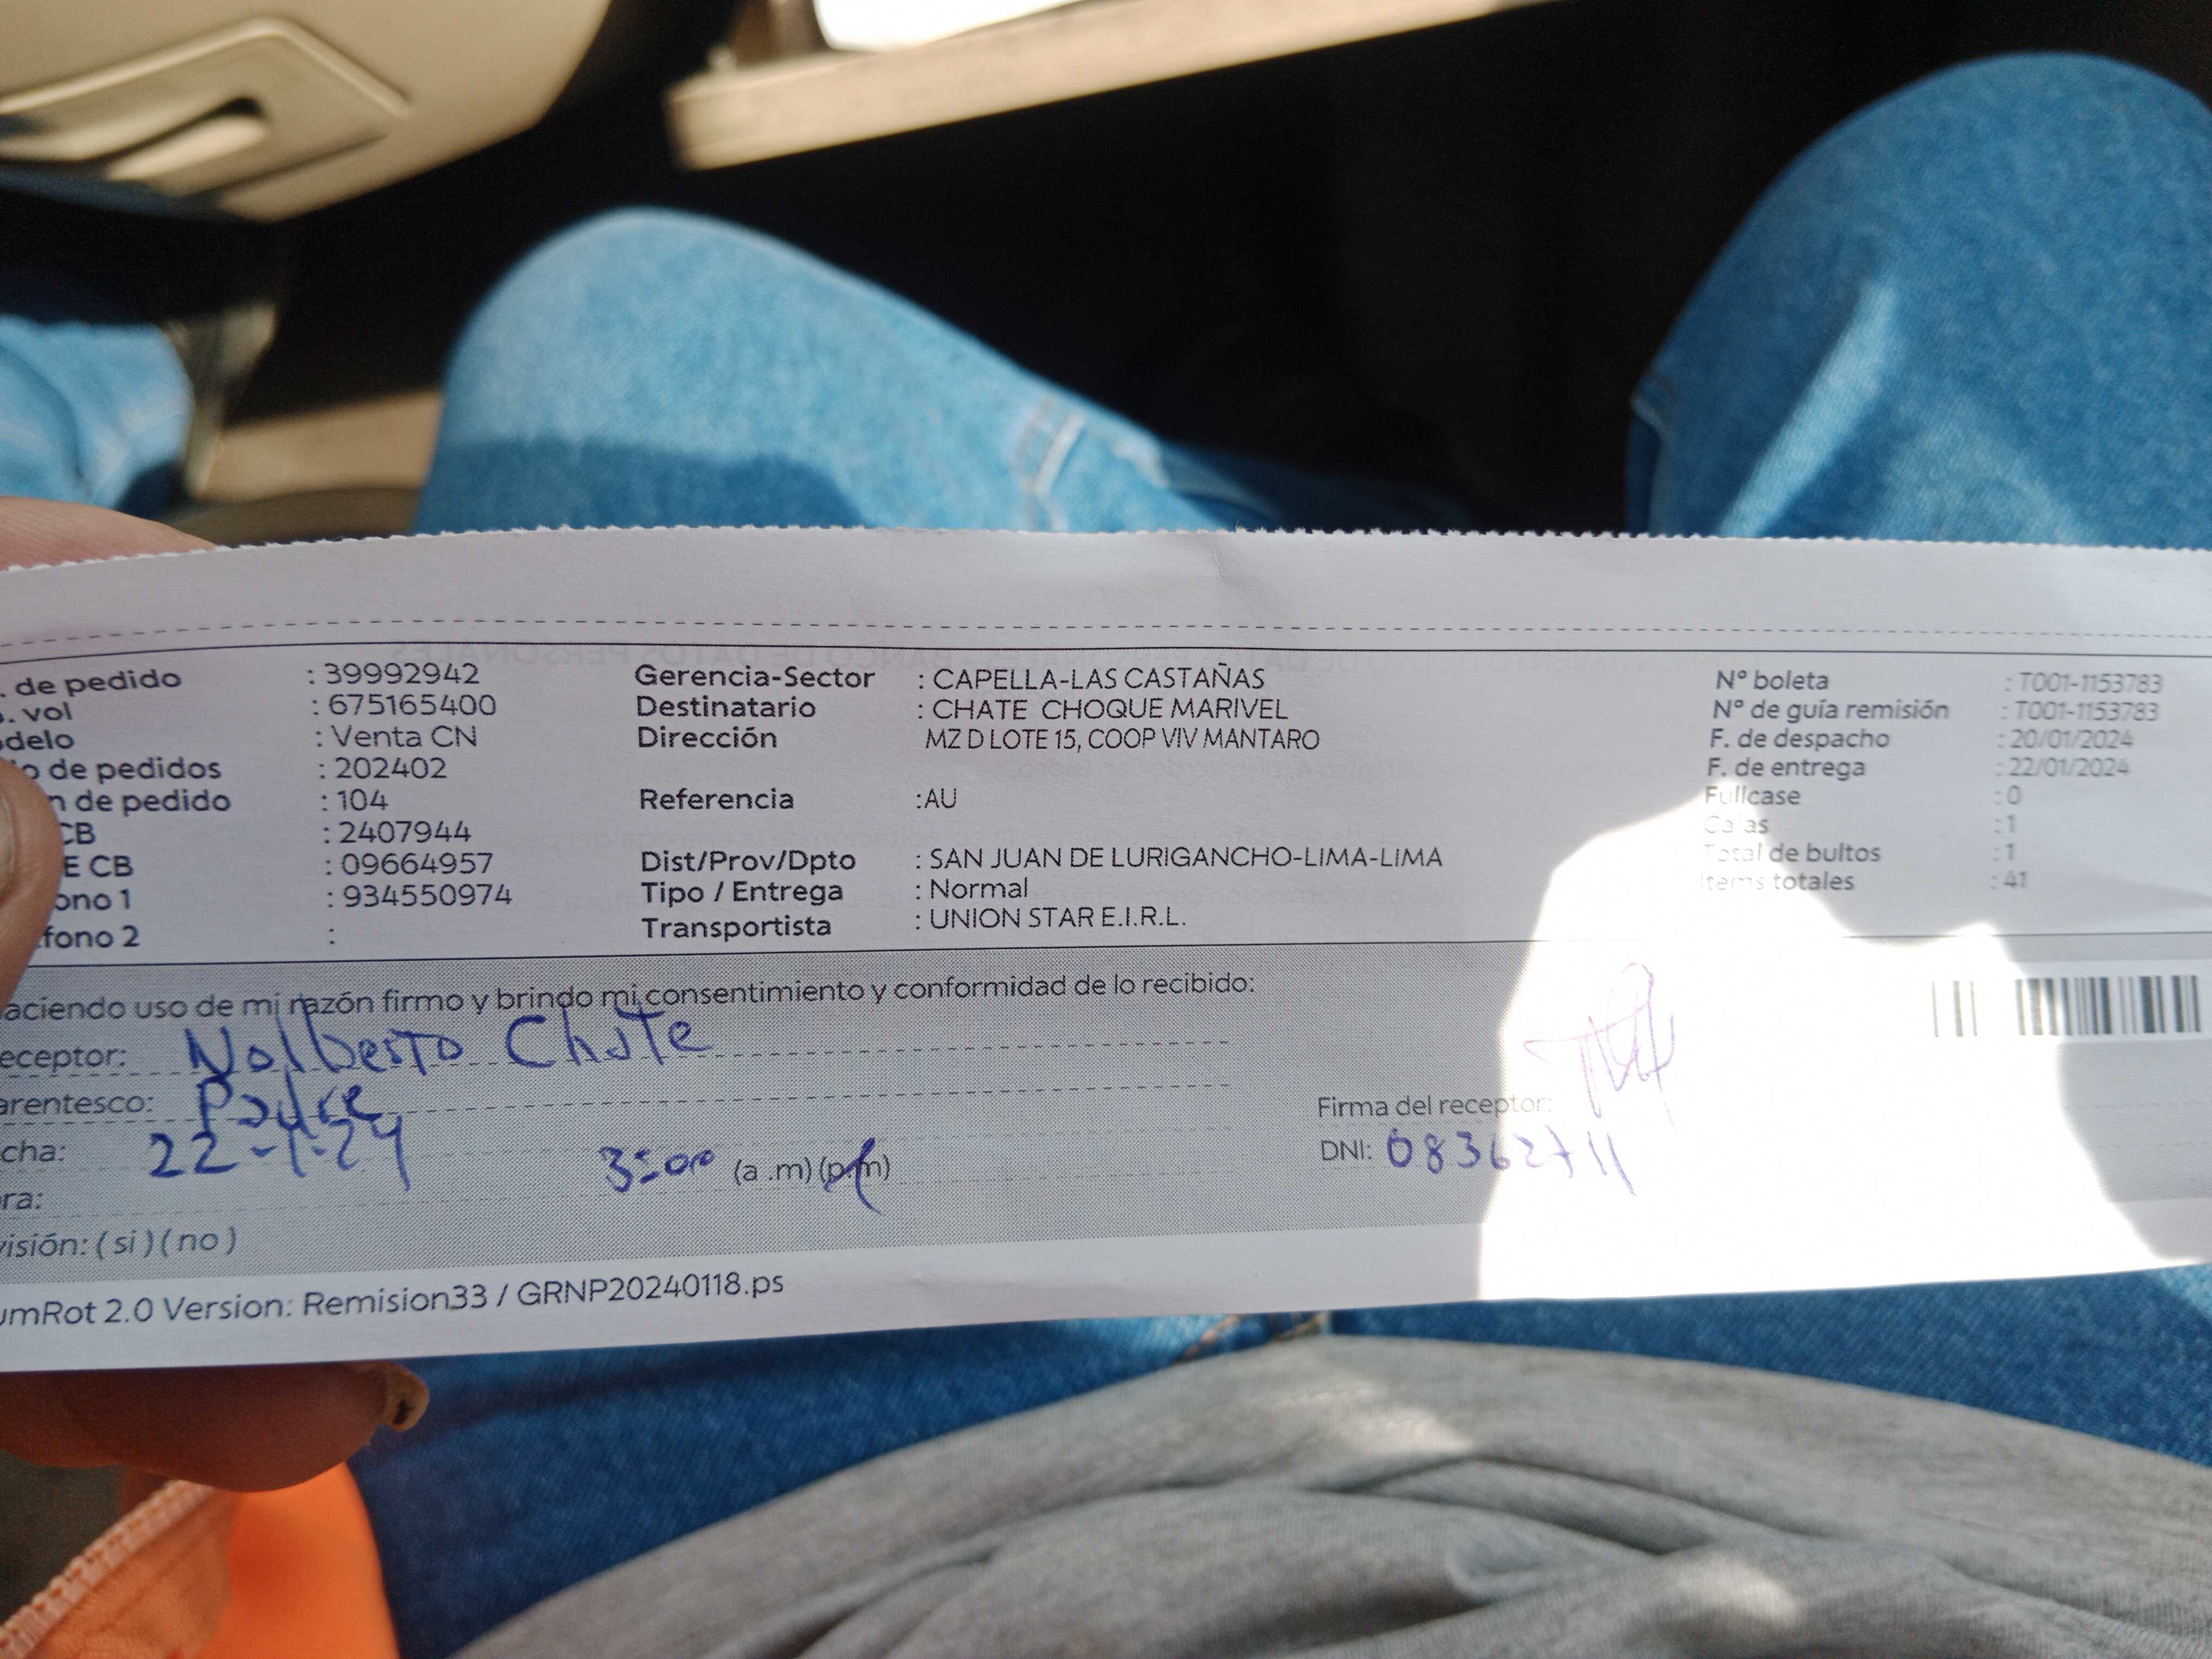 . de pedido : 39992942 Gerencia-Sector : CAPELLA-LAS CASTAÑAS Nº boleta : T001-1153783
. vol : 675165400 Destinatario : CHATE CHOQUE MARIVEL Nº de guía remisión : T001-1153783
delo : Venta CN Dirección MZ D LOTE 15, COOP VIV MANTARO F. de despacho : 20/01/2024
o de pedidos : 202402 F. de entrega : 22/01/2024
n de pedido : 104 Referencia :AU Fullcase : 0
CB : 2407944 Cajas : 1
E CB : 09664957 Dist/Prov/Dpto : SAN JUAN DE LURIGANCHO-LIMA-LIMA Total de bultos : 1
ono 1 : 934550974 Tipo / Entrega : Normal Items totales : 41
fono 2 : Transportista : UNION STAR E.I.R.L.
aciendo uso de mi razón firmo y brindo mi consentimiento y conformidad de lo recibido:
eceptor: Nolberto Chate
arentesco: Padre Firma del receptor:
cha: 22-1-24 3:00 (a .m) (p.m) DNI: 08362711
ra:
visión: ( si ) ( no )
umRot 2.0 Version: Remision33 / GRNP20240118.ps